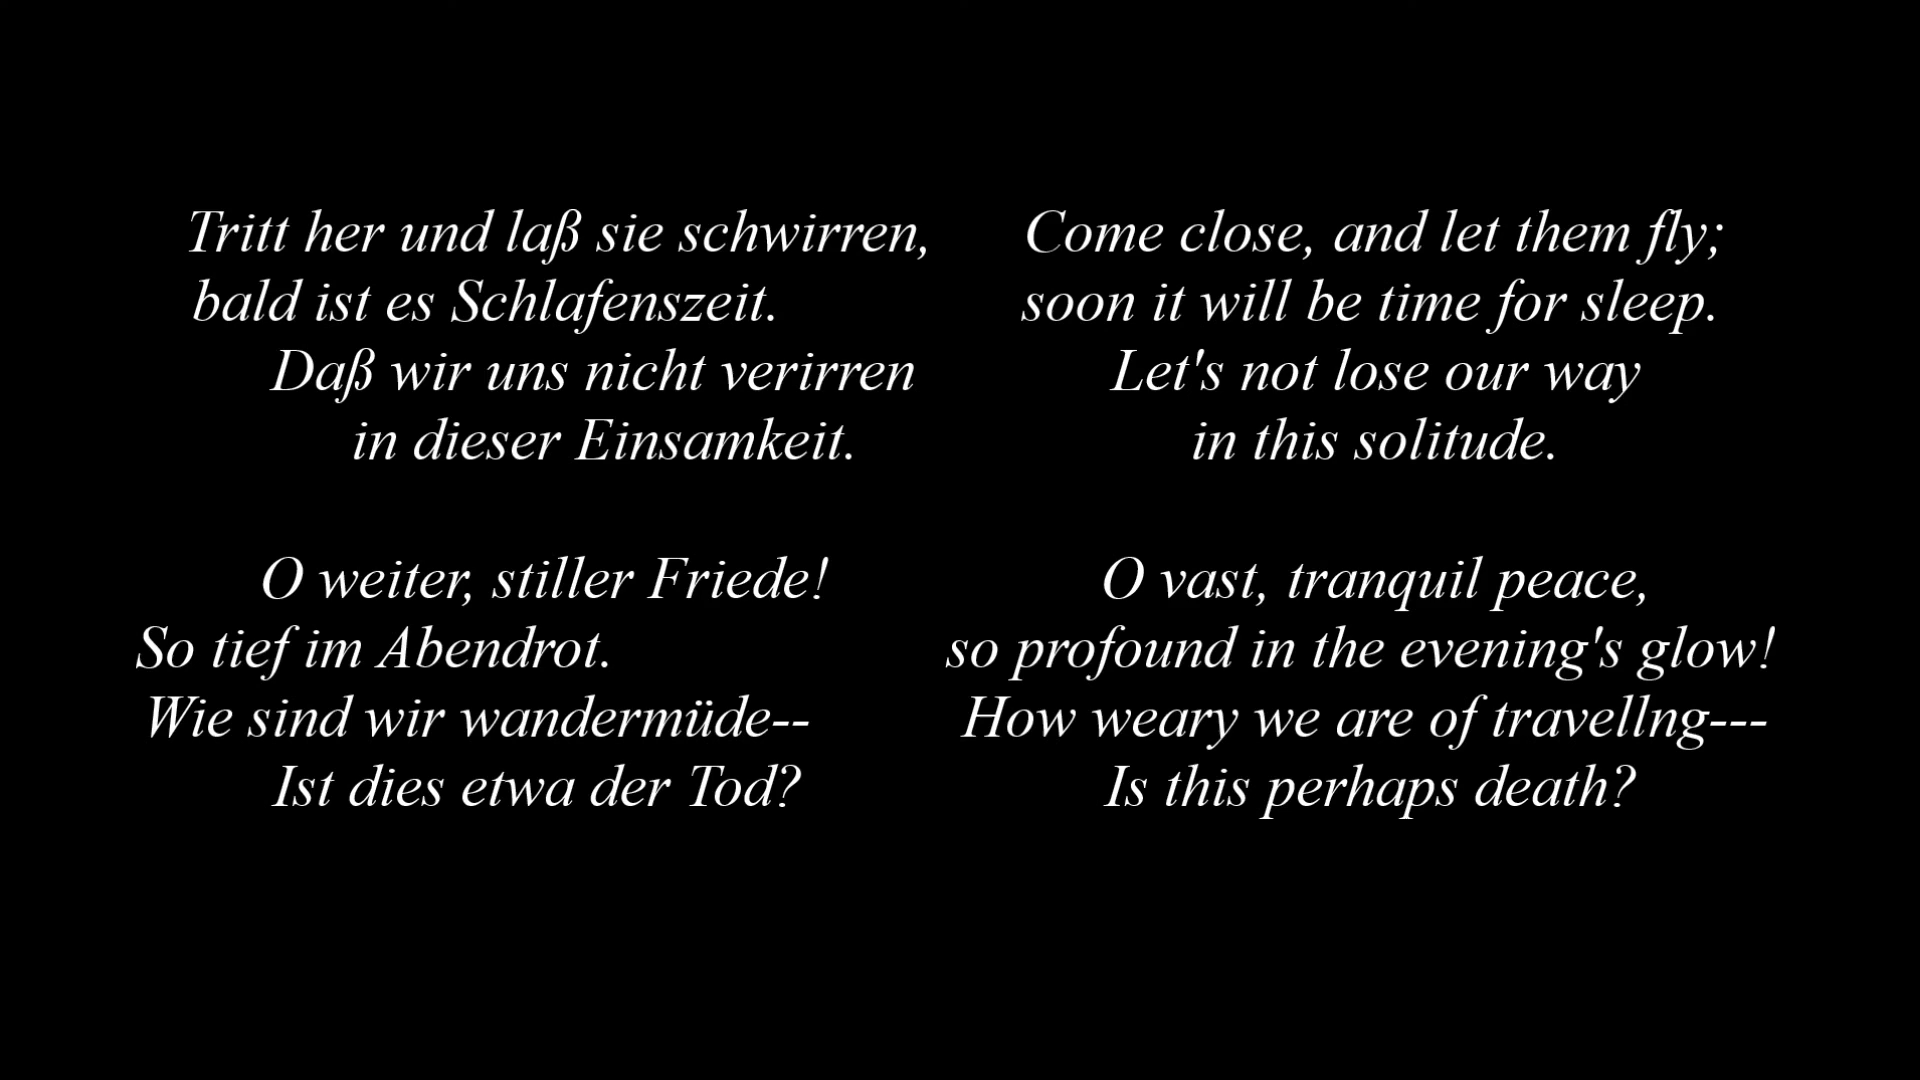 Tritt her und laß sie schwirren,
bald ist es Schlafenszeit.
Daß wir uns nicht verirren
in dieser Einsamkeit.
O weiter, stiller Friede!
So tief im Abendrot.
Wie sind wir wandermüde--
Ist dies etwa der Tod?
Come close, and let them fly;
soon it will be time for sleep.
Let's not lose our way
in this solitude.
O vast, tranquil peace,
so profound in the evening's glow!
How weary we are of travellng---
Is this perhaps death?